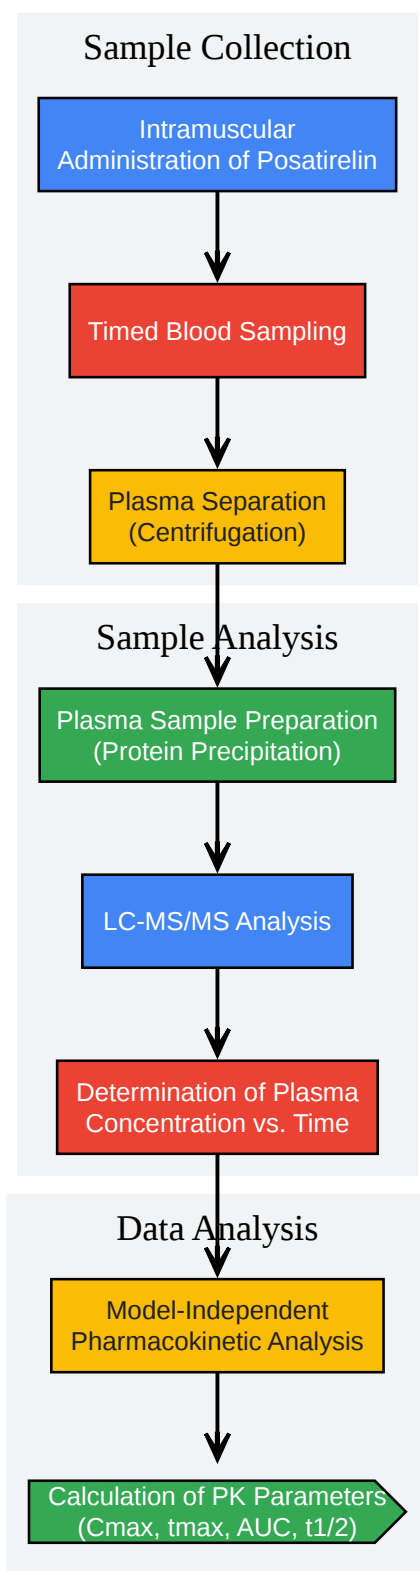 Sample Collection
Intramuscular
Administration of Posatirelin
Timed Blood Sampling
Plasma Separation
(Centrifugation)
Sample Analysis
Plasma Sample Preparation
(Protein Precipitation)
LC-MS/MS Analysis
Determination of Plasma
Concentration vs. Time
Data Analysis
Model-Independent
Pharmacokinetic Analysis
Calculation of PK Parameters
(Cmax, tmax, AUC, t1/2)